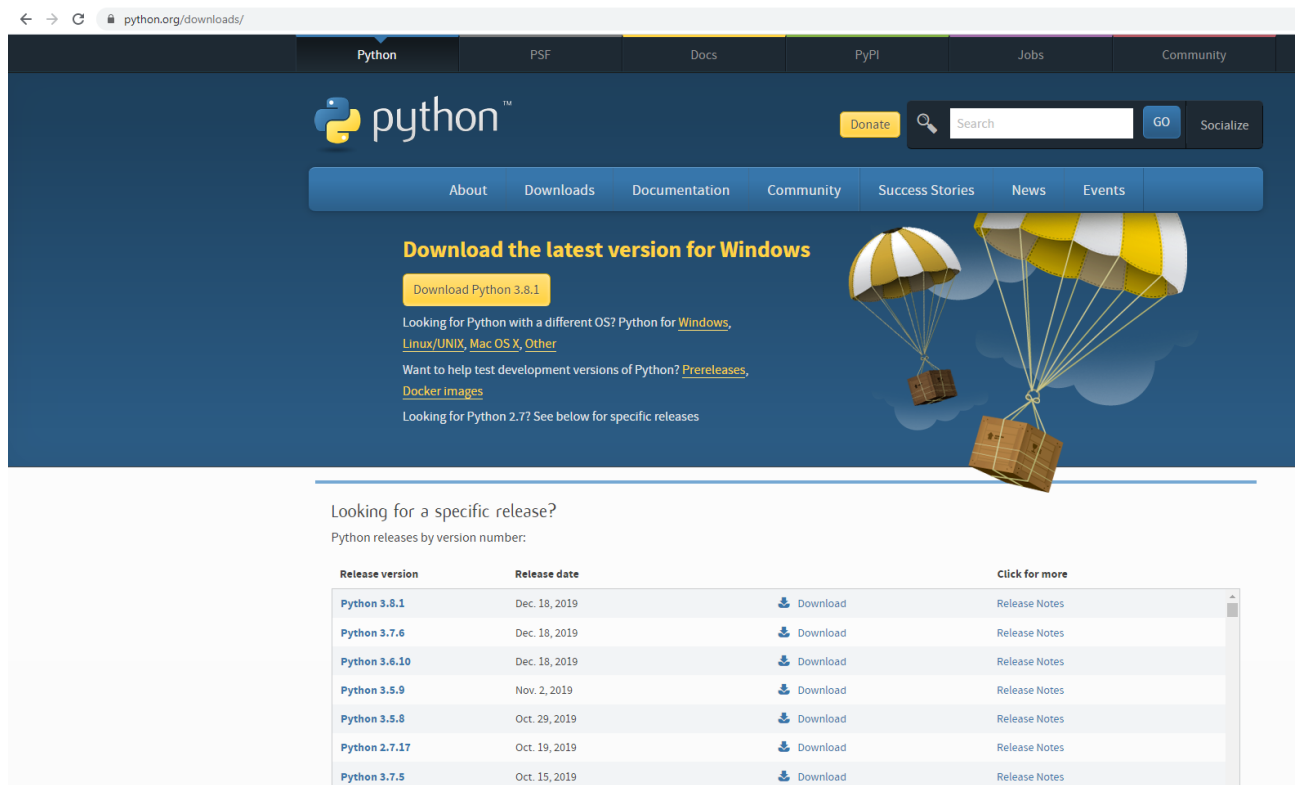 python.org/downloads/
Python PSF Docs PyPI Jobs Community
python™
Donate Search GO Socialize
About Downloads Documentation Community Success Stories News Events
Download the latest version for Windows
Download Python 3.8.1
Looking for Python with a different OS? Python for Windows,
Linux/UNIX, Mac OS X, Other
Want to help test development versions of Python? Prereleases,
Docker images
Looking for Python 2.7? See below for specific releases
Looking for a specific release?
Python releases by version number:
Release version Release date Click for more
Python 3.8.1 Dec. 18, 2019 Download Release Notes
Python 3.7.6 Dec. 18, 2019 Download Release Notes
Python 3.6.10 Dec. 18, 2019 Download Release Notes
Python 3.5.9 Nov. 2, 2019 Download Release Notes
Python 3.5.8 Oct. 29, 2019 Download Release Notes
Python 2.7.17 Oct. 19, 2019 Download Release Notes
Python 3.7.5 Oct. 15, 2019 Download Release Notes